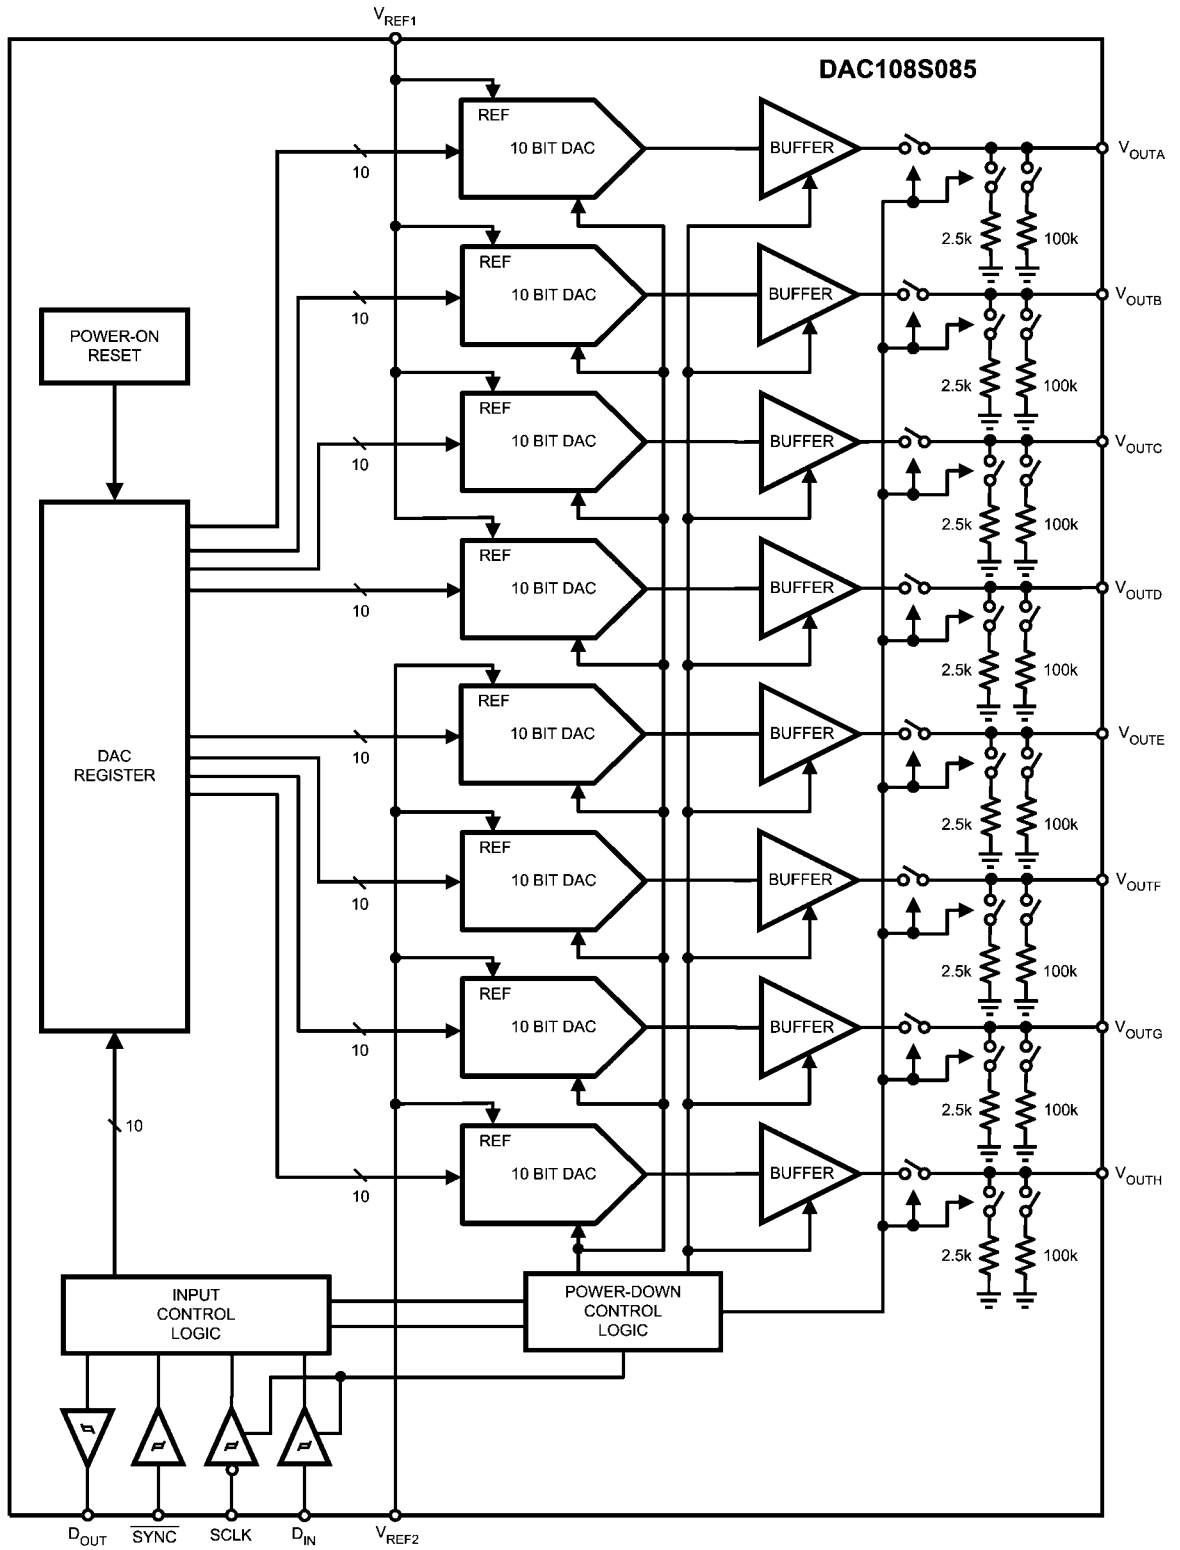 VREF1
DAC108S085
REF
10 BIT DAC
BUFFER
VOUTA
10
2.5k
100k
REF
10 BIT DAC
BUFFER
VOUTB
10
2.5k
100k
POWER-ON
RESET
REF
10 BIT DAC
BUFFER
VOUTC
10
2.5k
100k
REF
10 BIT DAC
BUFFER
VOUTD
10
2.5k
100k
REF
10 BIT DAC
BUFFER
VOUTE
10
2.5k
100k
DAC
REGISTER
REF
10 BIT DAC
BUFFER
VOUTF
10
2.5k
100k
REF
10 BIT DAC
BUFFER
VOUTG
10
2.5k
100k
10
REF
10 BIT DAC
BUFFER
VOUTH
10
2.5k
100k
INPUT
CONTROL
LOGIC
POWER-DOWN
CONTROL
LOGIC
DOUT
SYNC
SCLK
DIN
VREF2